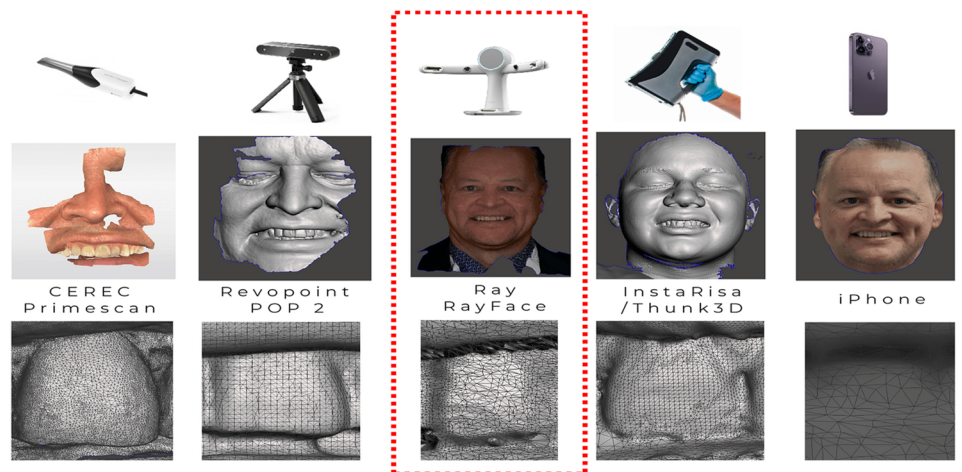 CEREC
Primescan
Revopoint
POP 2
Ray
RayFace
InstaRisa
/Thunk3D
iPhone